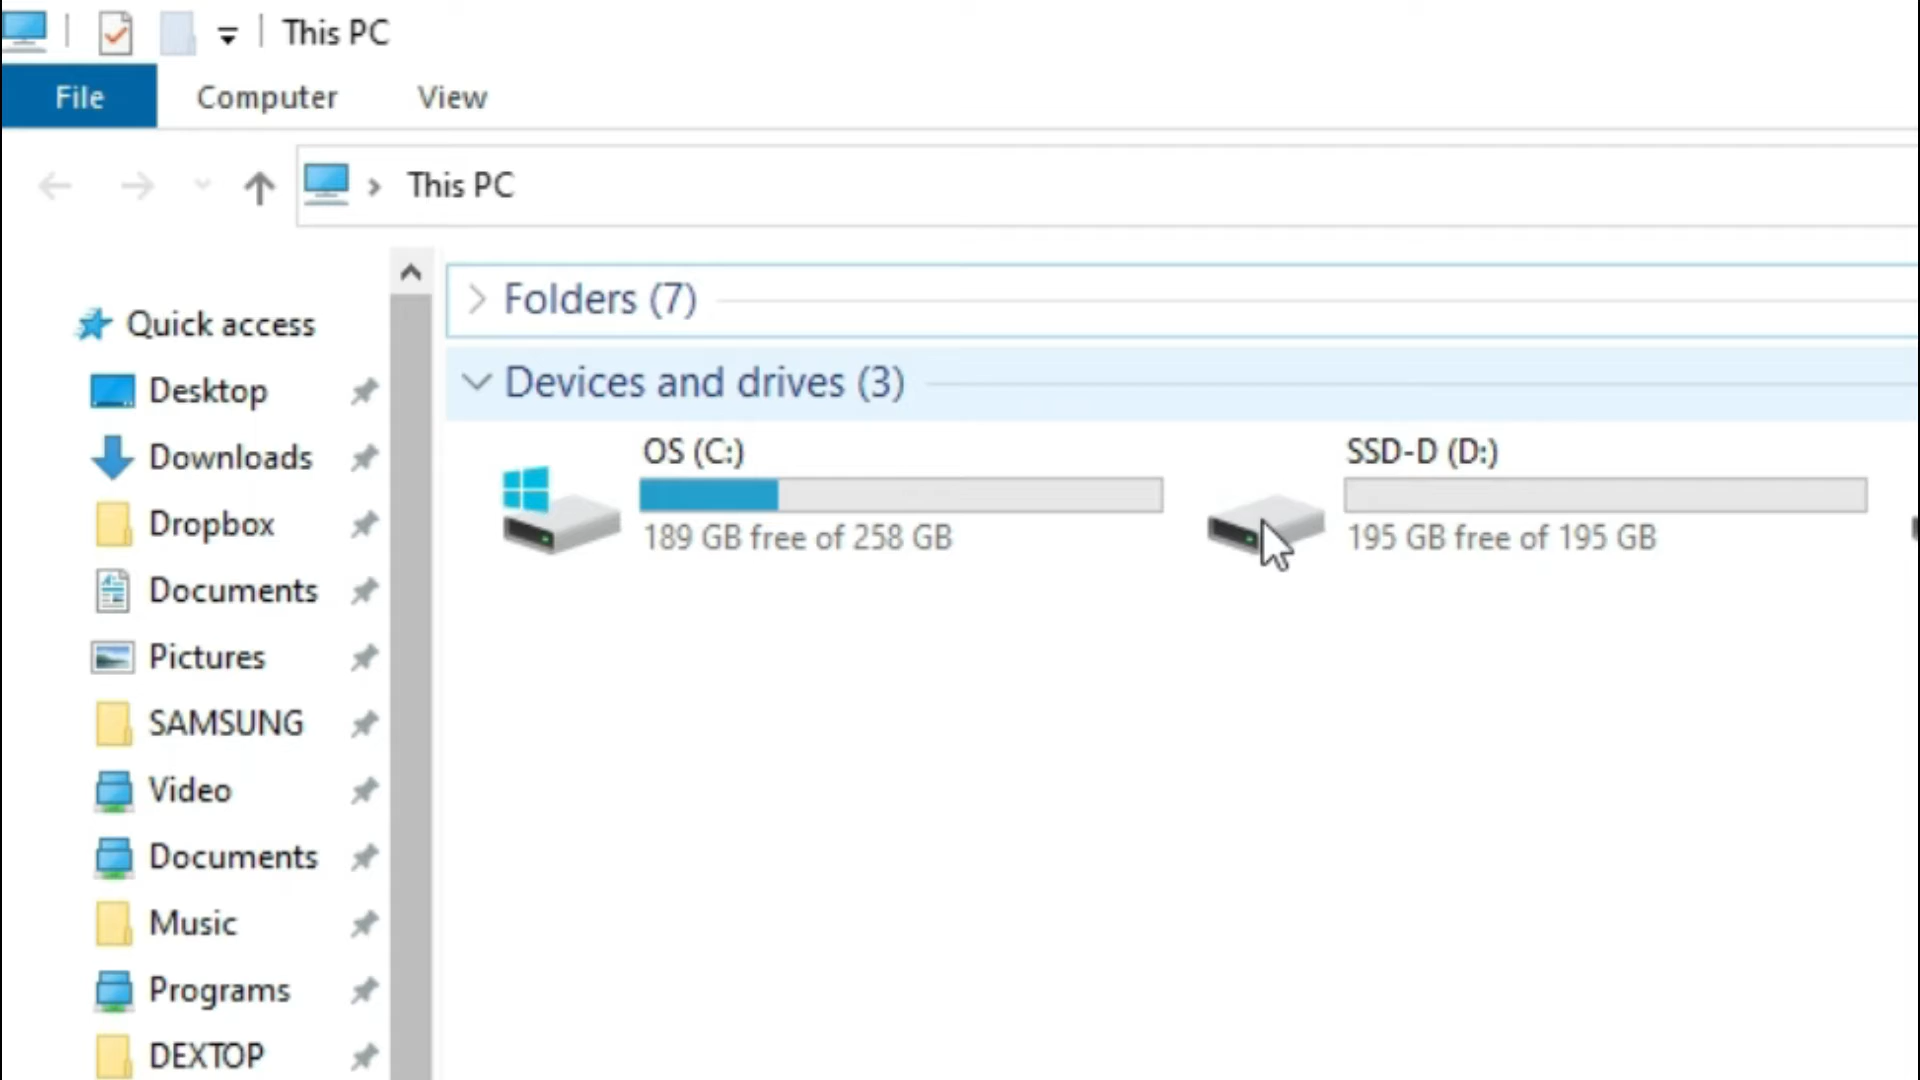 This PC
File Computer View
This PC
Quick access
Desktop
Downloads
Dropbox
Documents
Pictures
SAMSUNG
Video
Documents
Music
Programs
DEXTOP
Folders (7)
Devices and drives (3)
OS (C:)
189 GB free of 258 GB
SSD-D (D:)
195 GB free of 195 GB